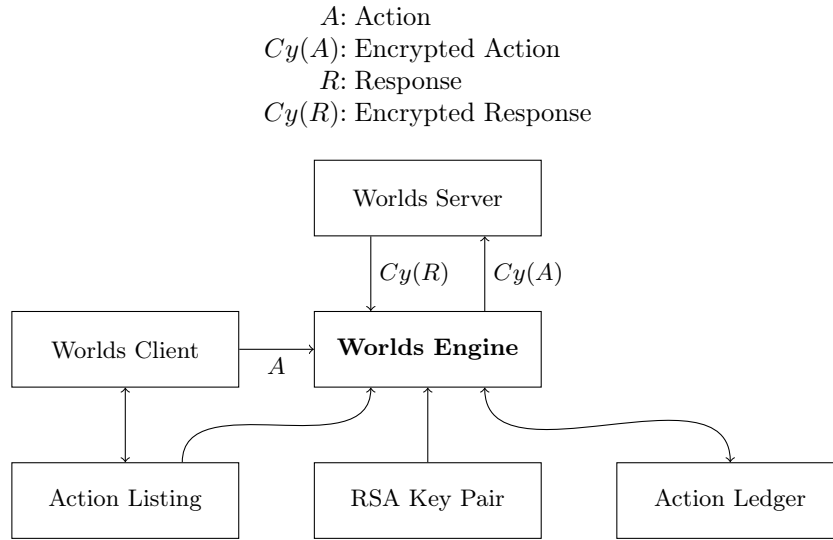 A: Action
Cy(A): Encrypted Action
R: Response
Cy(R): Encrypted Response
Worlds Server
Cy(R)
Cy(A)
Worlds Client
A
Worlds Engine
Action Listing
RSA Key Pair
Action Ledger